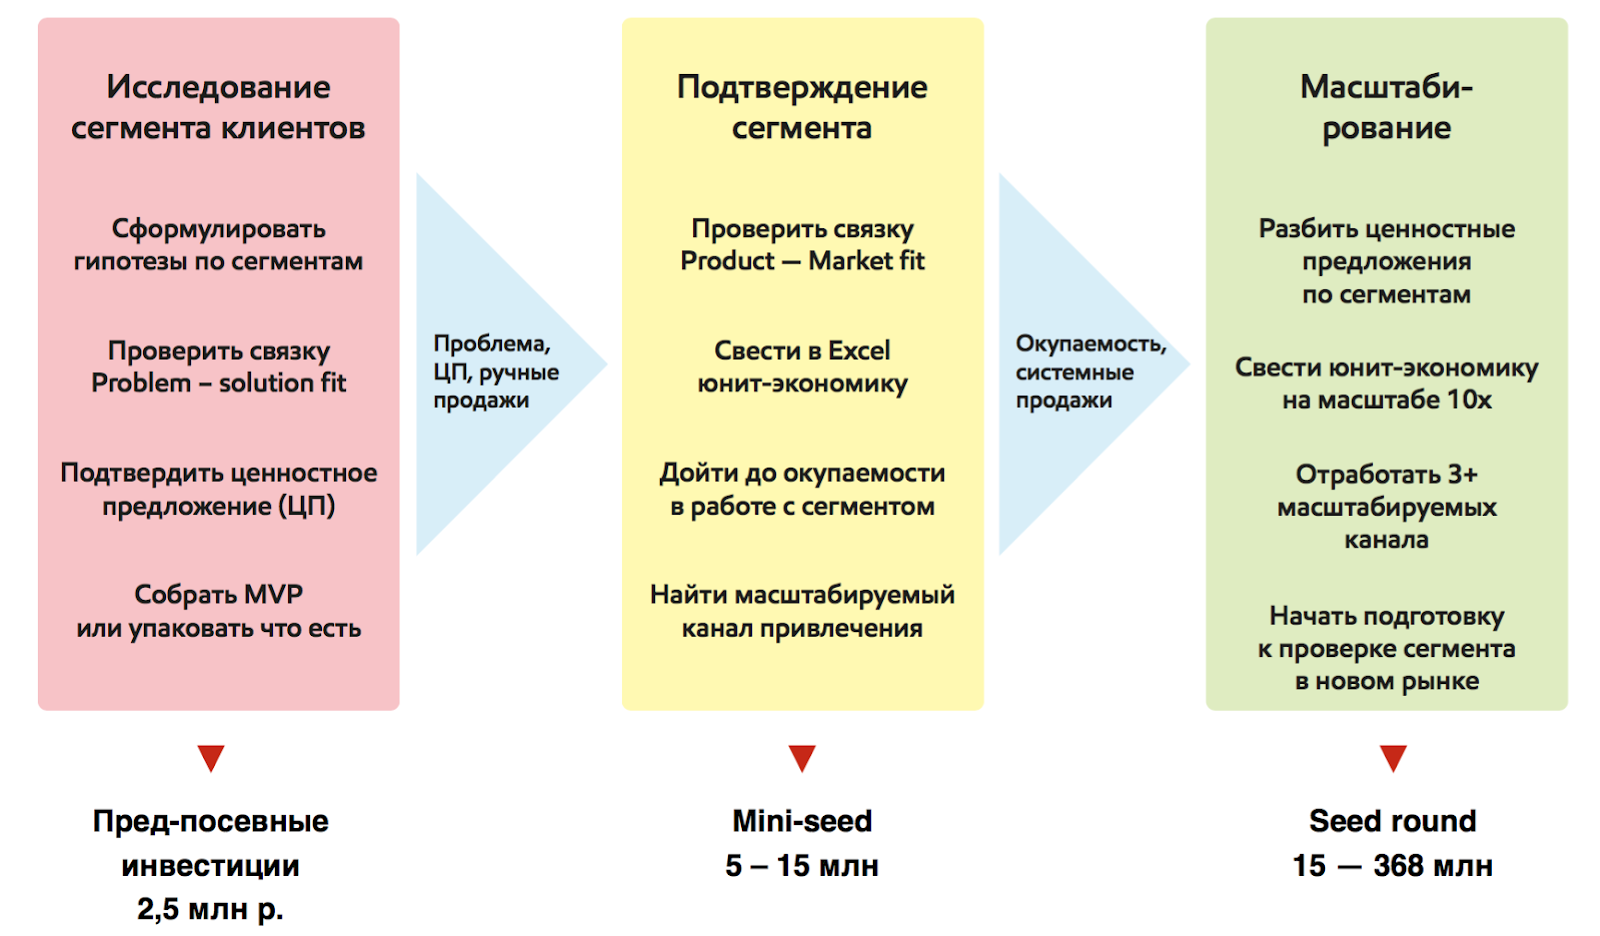 Исследование
сегмента клиентов
Сформулировать
гипотезы по сегментам
Проверить связку
Problem – solution fit
Подтвердить ценностное
предложение (ЦП)
Собрать MVP
или упаковать что есть
Проблема,
ЦП, ручные
продажи
Подтверждение
сегмента
Проверить связку
Product — Market fit
Свести в Excel
юнит-экономику
Дойти до окупаемости
в работе с сегментом
Найти масштабируемый
канал привлечения
Окупаемость,
системные
продажи
Масштаби-
рование
Разбить ценностные
предложения
по сегментам
Свести юнит-экономику
на масштабе 10x
Отработать 3+
масштабируемых
канала
Начать подготовку
к проверке сегмента
в новом рынке
Пред-посевные
инвестиции
2,5 млн р.
Mini-seed
5 – 15 млн
Seed round
15 — 368 млн